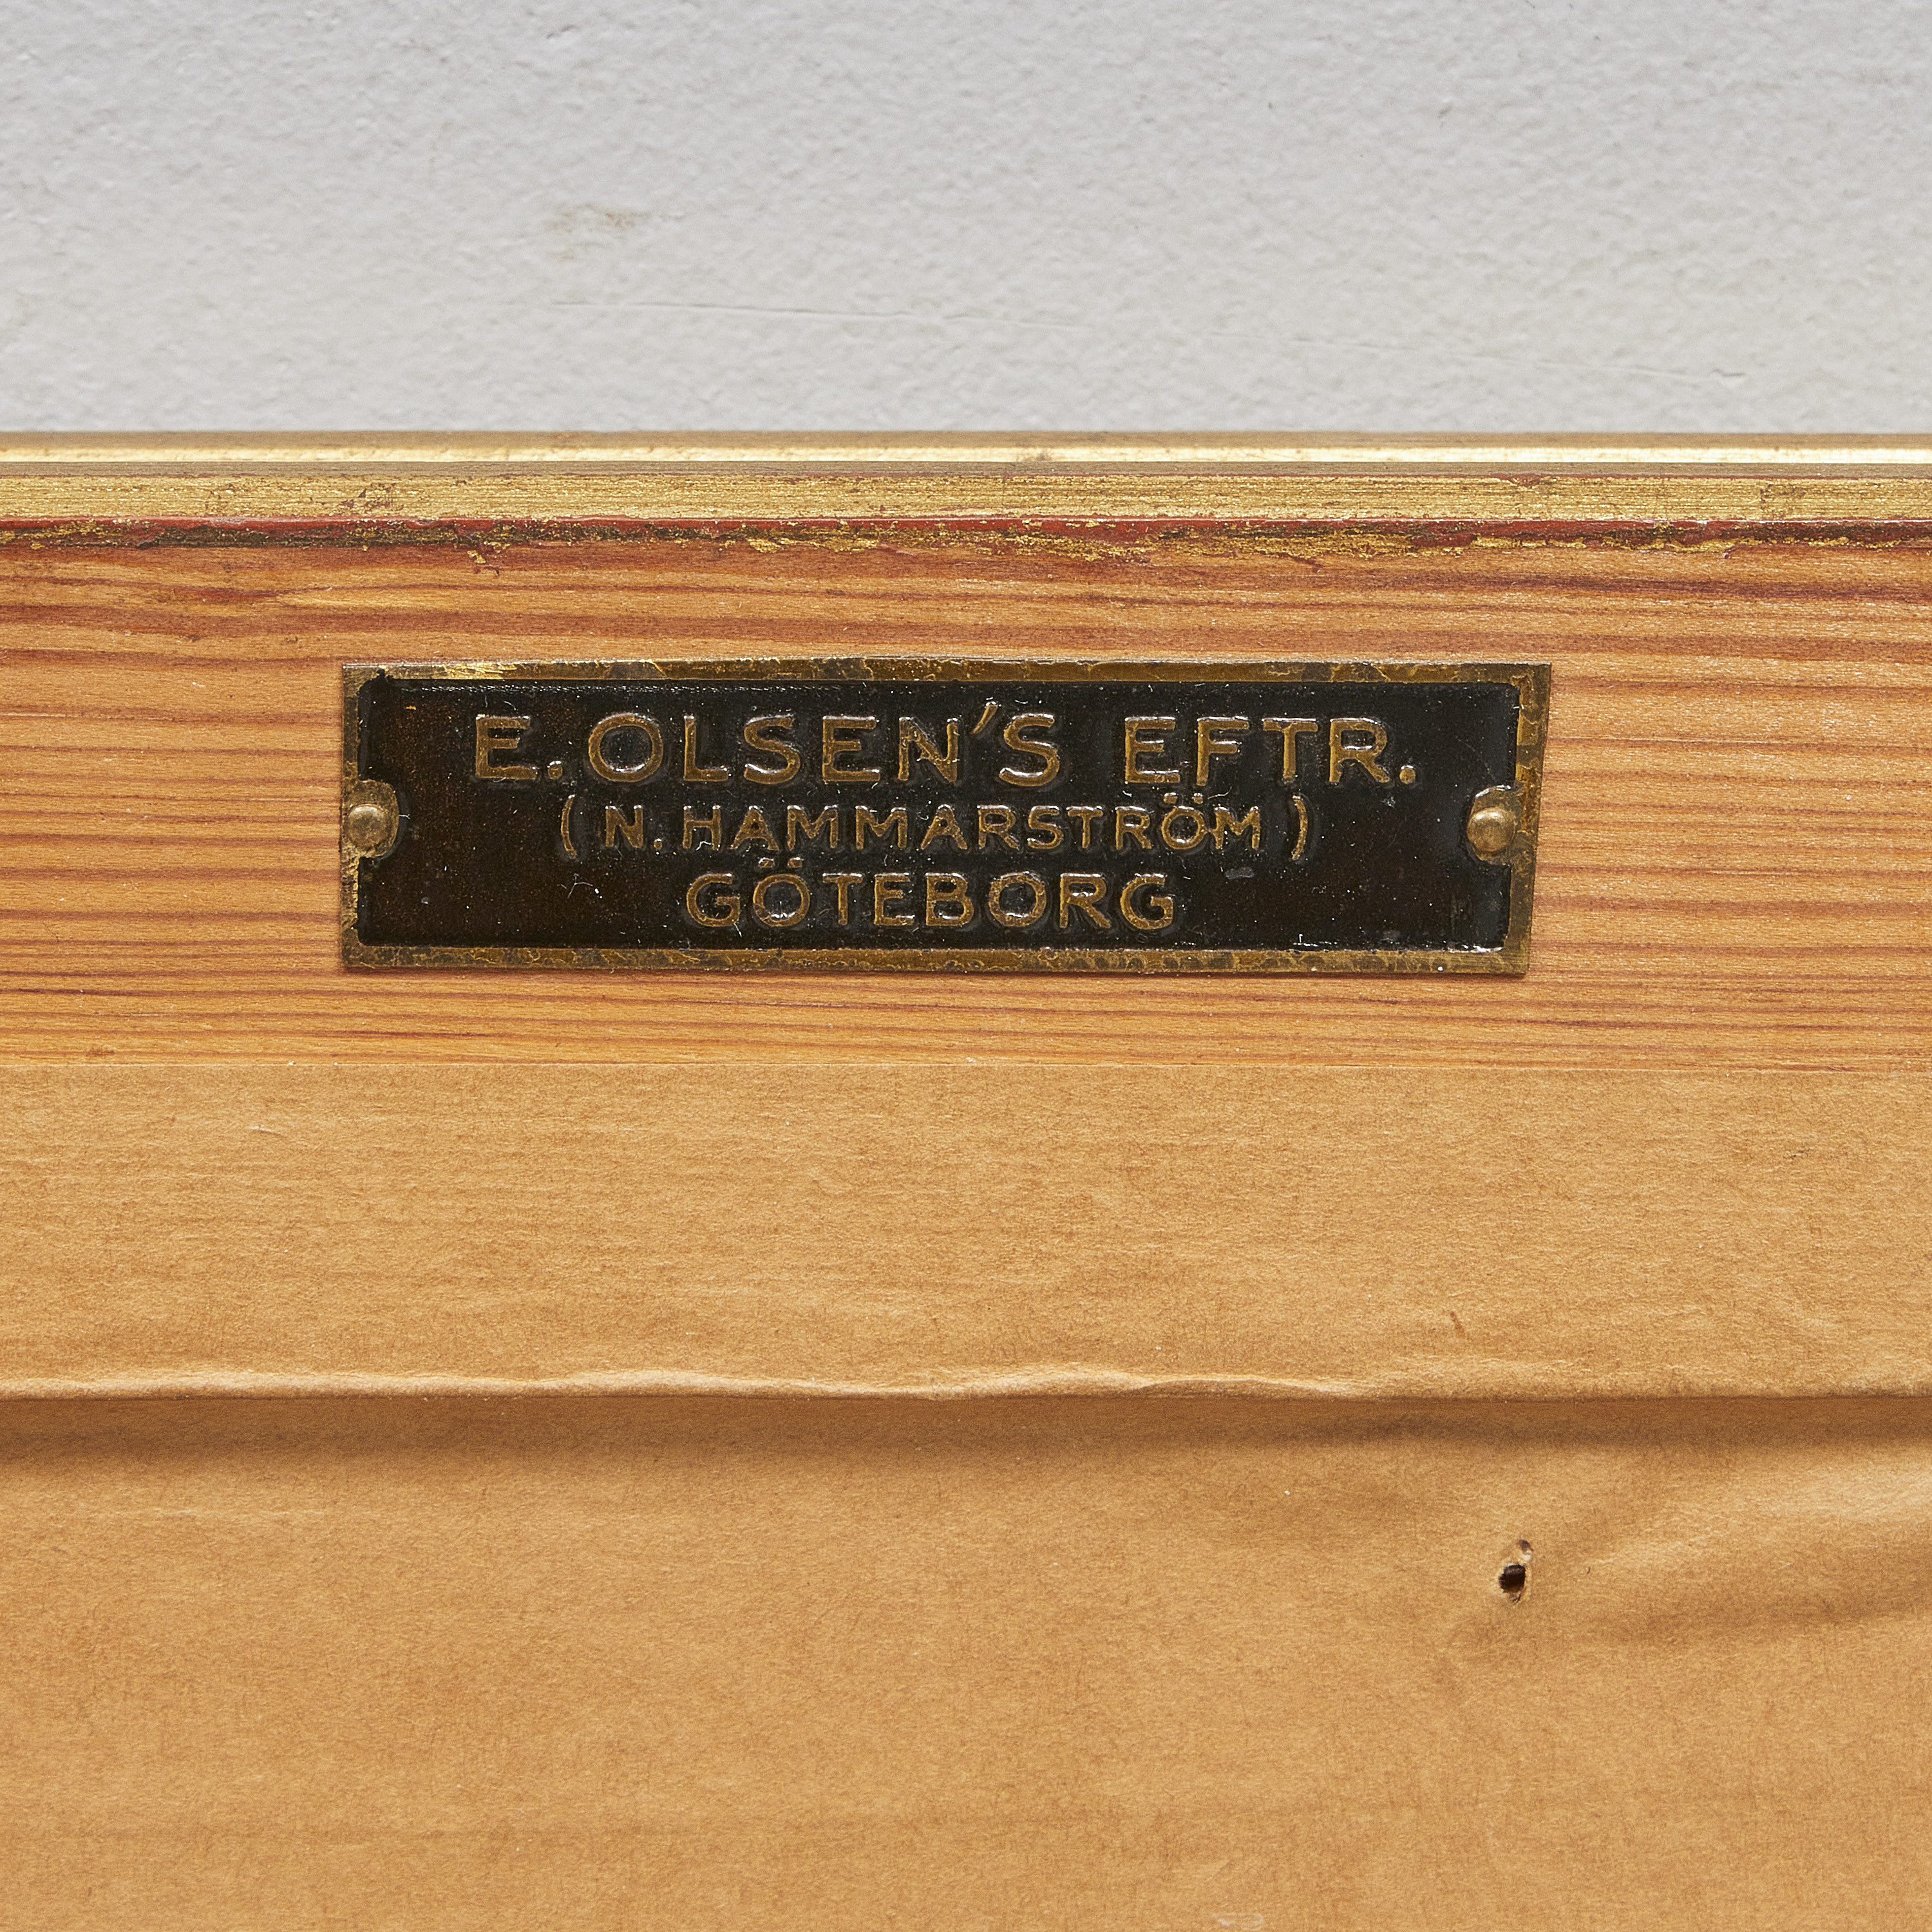 E. OLSEN'S EFTR.
(N. HAMMARSTRÖM)
GÖTEBORG